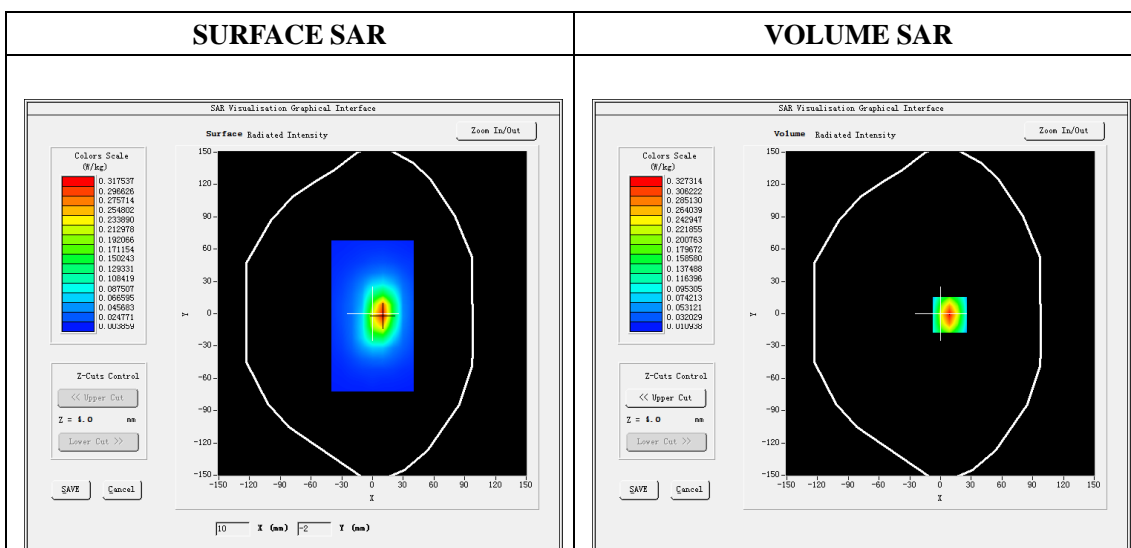 SURFACE SAR
VOLUME SAR
SAR Visualisation Graphical Interface
Surface Radiated Intensity
Zoom In/Out
Colors Scale
(W/kg)
0.317537
0.296626
0.275714
0.254802
0.233890
0.212978
0.192066
0.171154
0.150243
0.129331
0.108419
0.087507
0.066595
0.045683
0.024771
0.003859
150
120
90
60
30
0
-30
-60
-90
-120
-150
Y
-150 -120 -90 -60 -30 0 30 60 90 120 150
X
Z-Cuts Control
<< Upper Cut
Z = 4.0 mm
Lower Cut >>
SAVE Cancel
10 X (mm) -2 Y (mm)
SAR Visualisation Graphical Interface
Volume Radiated Intensity
Zoom In/Out
Colors Scale
(W/kg)
0.327314
0.306222
0.285130
0.264039
0.242947
0.221855
0.200763
0.179672
0.158580
0.137488
0.116396
0.095305
0.074213
0.053121
0.032029
0.010938
150
120
90
60
30
0
-30
-60
-90
-120
-150
Y
-150 -120 -90 -60 -30 0 30 60 90 120 150
X
Z-Cuts Control
<< Upper Cut
Z = 4.0 mm
Lower Cut >>
SAVE Cancel